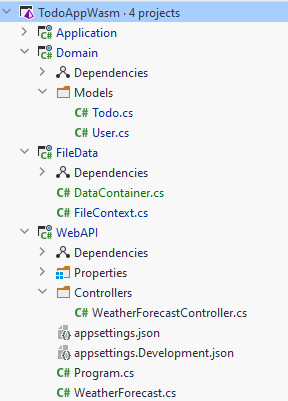 TodoAppWasm · 4 projects
Application
Domain
Dependencies
Models
C# Todo.cs
C# User.cs
FileData
Dependencies
C# DataContainer.cs
C# FileContext.cs
WebAPI
Dependencies
Properties
Controllers
C# WeatherForecastController.cs
appsettings.json
appsettings.Development.json
C# Program.cs
C# WeatherForecast.cs